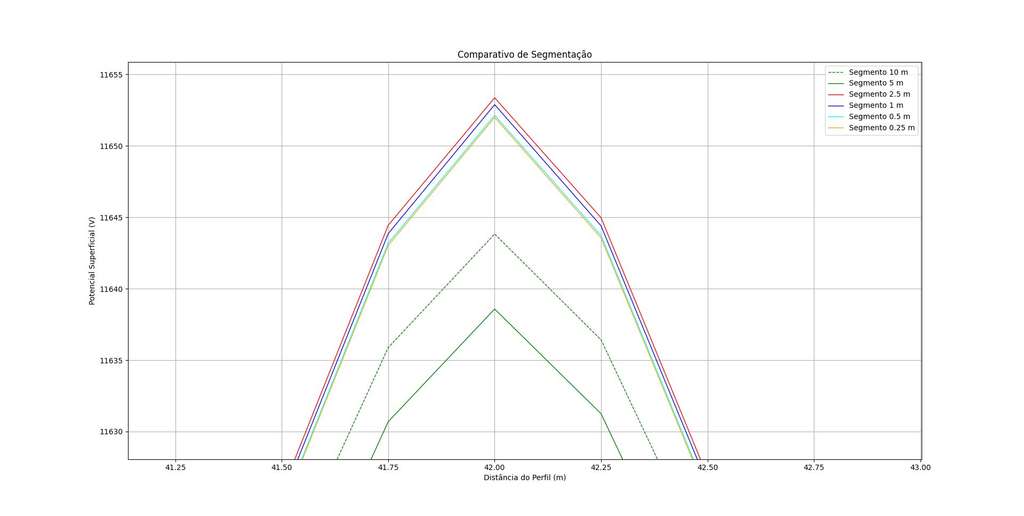 Comparativo de Segmentação
11655
11650
11645
11640
11635
11630
Potencial Superficial (V)
Segmento 10 m
Segmento 5 m
Segmento 2.5 m
Segmento 1 m
Segmento 0.5 m
Segmento 0.25 m
41.25 41.50 41.75 42.00 42.25 42.50 42.75 43.00
Distância do Perfil (m)